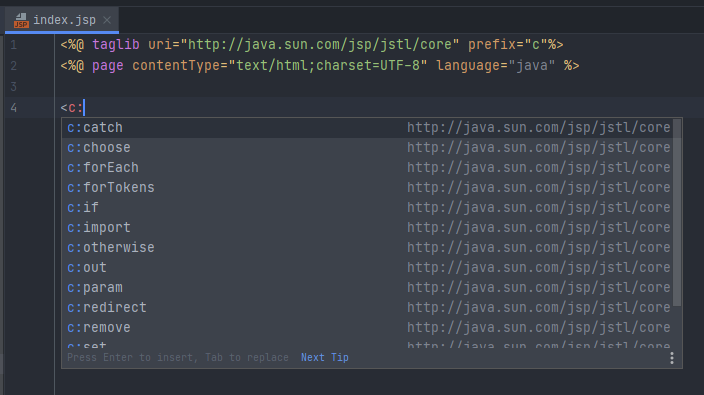 JSP index.jsp
1 <%@ taglib uri="http://java.sun.com/jsp/jstl/core" prefix="c"%>
2 <%@ page contentType="text/html;charset=UTF-8" language="java" %>
3
4 <c:
c:catch http://java.sun.com/jsp/jstl/core
c:choose http://java.sun.com/jsp/jstl/core
c:forEach http://java.sun.com/jsp/jstl/core
c:forTokens http://java.sun.com/jsp/jstl/core
c:if http://java.sun.com/jsp/jstl/core
c:import http://java.sun.com/jsp/jstl/core
c:otherwise http://java.sun.com/jsp/jstl/core
c:out http://java.sun.com/jsp/jstl/core
c:param http://java.sun.com/jsp/jstl/core
c:redirect http://java.sun.com/jsp/jstl/core
c:remove http://java.sun.com/jsp/jstl/core
c:set http://java.sun.com/jsp/jstl/core
Press Enter to insert, Tab to replace Next Tip